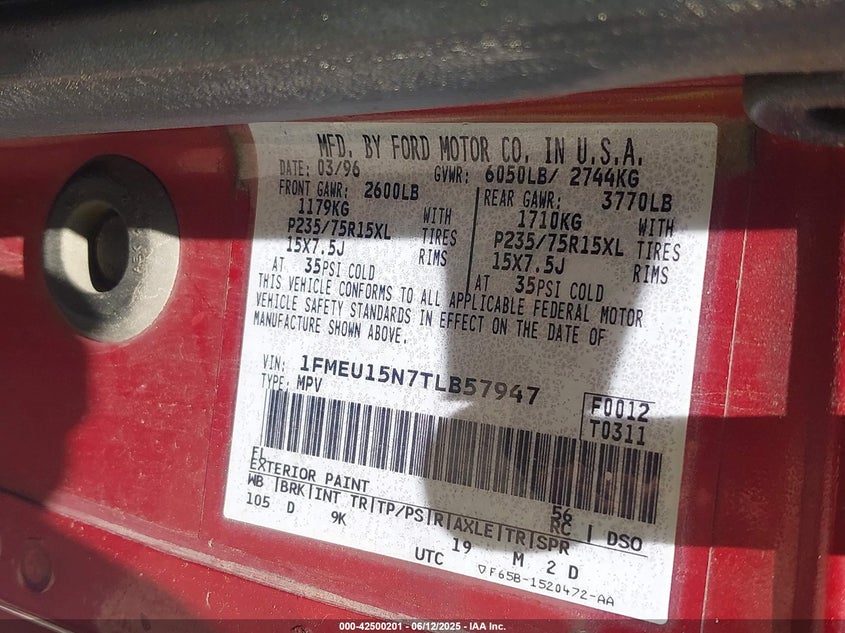 MFD. BY FORD MOTOR CO. IN U.S.A.
DATE: 03/96 GVWR: 6050LB/ 2744KG
FRONT GAWR: 2600LB REAR GAWR: 3770LB
1179KG WITH 1710KG WITH
P235/75R15XL TIRES P235/75R15XL TIRES
15X7.5J RIMS 15X7.5J RIMS
AT 35PSI COLD AT 35PSI COLD
THIS VEHICLE CONFORMS TO ALL APPLICABLE FEDERAL MOTOR
VEHICLE SAFETY STANDARDS IN EFFECT ON THE DATE OF
MANUFACTURE SHOWN ABOVE.
VIN: 1FMEU15N7TLB57947
TYPE: MPV
F0012
T0311
FL 56
EXTERIOR PAINT RC DSO
WB BRK INT TR TP/PS R AXLE TR SPR
105 D 9K 19 M 2 D
UTC F65B-1520472-AA
000-42500201 - 06/12/2025 - IAA Inc.